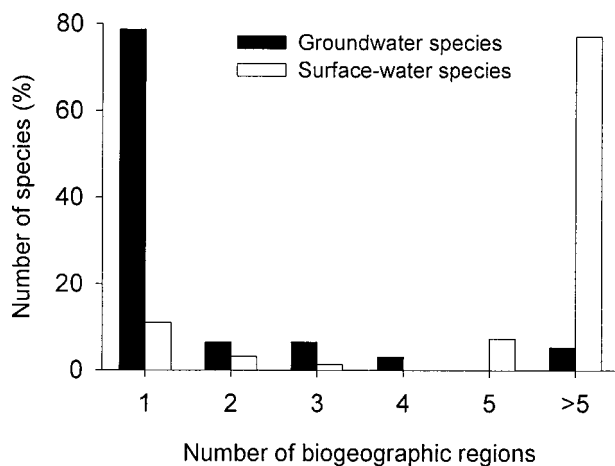 80
60
40
20
0
Number of species (%)
Groundwater species
Surface-water species
1 2 3 4 5 >5
Number of biogeographic regions